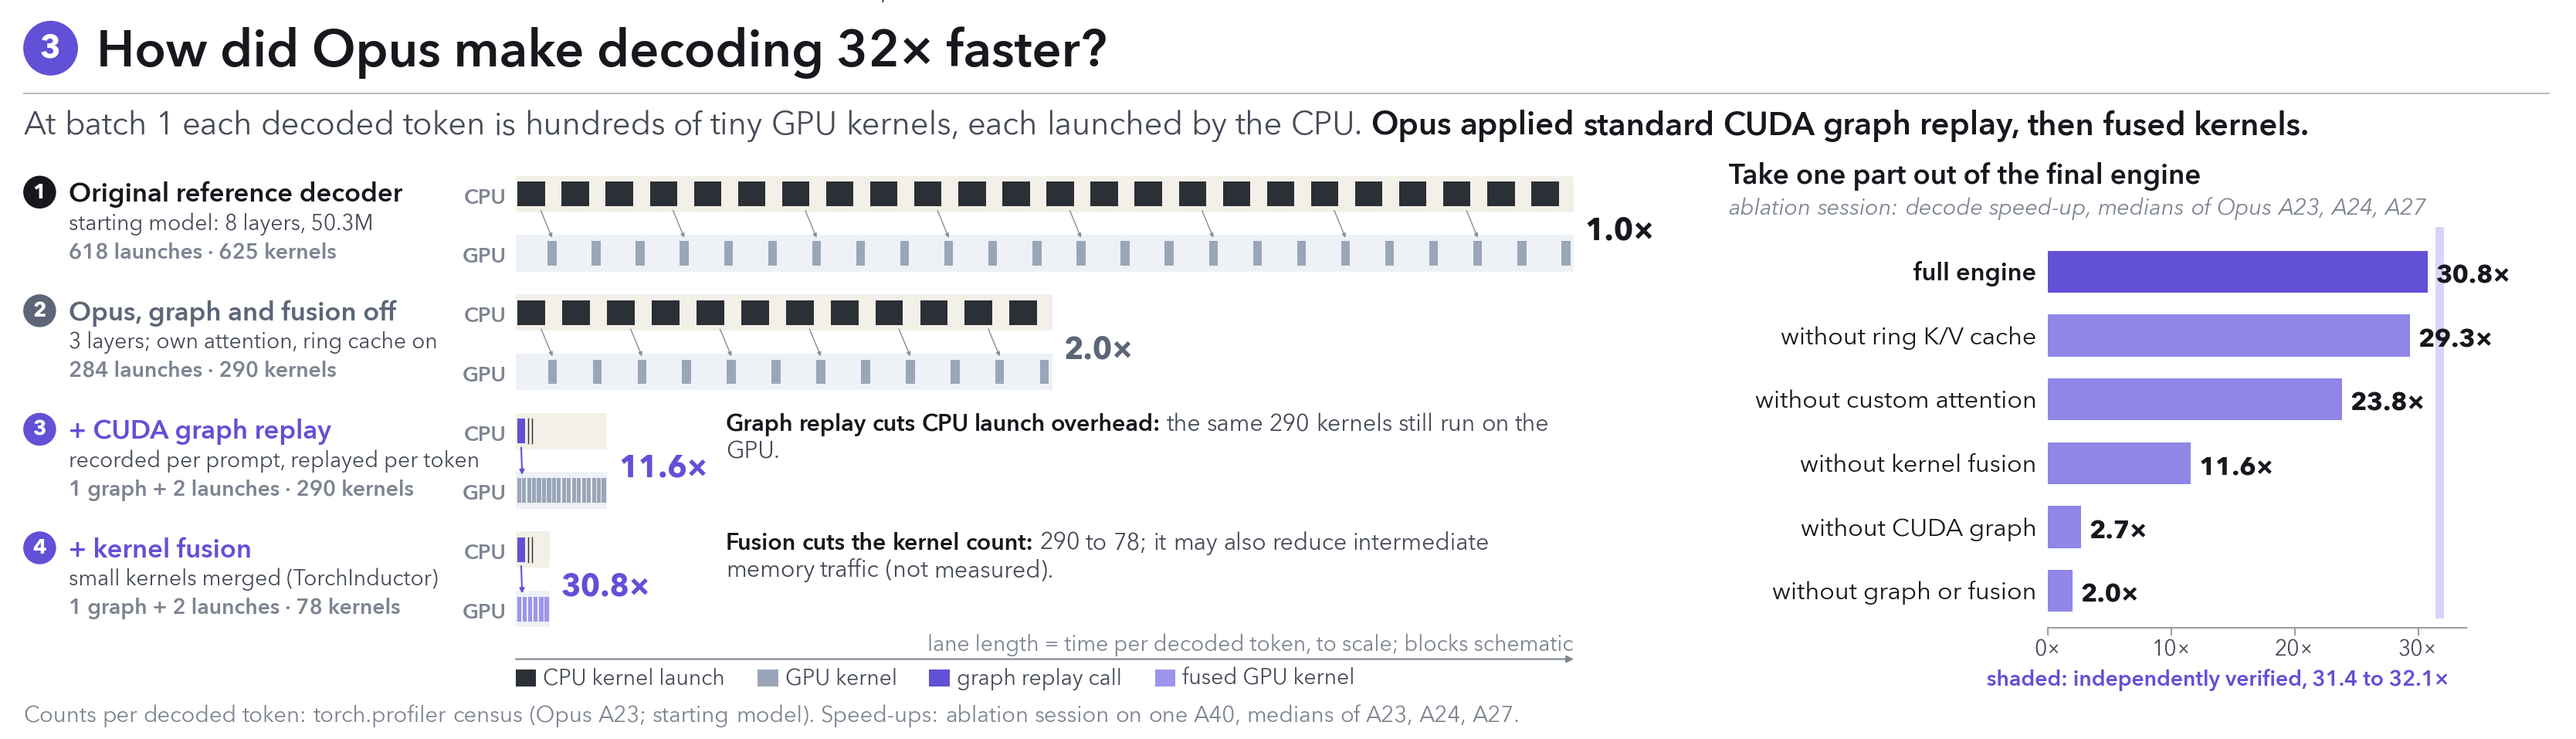 3 How did Opus make decoding 32× faster?
At batch 1 each decoded token is hundreds of tiny GPU kernels, each launched by the CPU. Opus applied standard CUDA graph replay, then fused kernels.
1 Original reference decoder
starting model: 8 layers, 50.3M
618 launches · 625 kernels
CPU
GPU
1.0×
2 Opus, graph and fusion off
3 layers; own attention, ring cache on
284 launches · 290 kernels
CPU
GPU
2.0×
3 + CUDA graph replay
recorded per prompt, replayed per token
1 graph + 2 launches · 290 kernels
CPU
GPU
11.6×
Graph replay cuts CPU launch overhead: the same 290 kernels still run on the
GPU.
4 + kernel fusion
small kernels merged (TorchInductor)
1 graph + 2 launches · 78 kernels
CPU
GPU
30.8×
Fusion cuts the kernel count: 290 to 78; it may also reduce intermediate
memory traffic (not measured).
lane length = time per decoded token, to scale; blocks schematic
CPU kernel launch GPU kernel graph replay call fused GPU kernel
Take one part out of the final engine
ablation session: decode speed-up, medians of Opus A23, A24, A27
full engine 30.8×
without ring K/V cache 29.3×
without custom attention 23.8×
without kernel fusion 11.6×
without CUDA graph 2.7×
without graph or fusion 2.0×
0× 10× 20× 30×
shaded: independently verified, 31.4 to 32.1×
Counts per decoded token: torch.profiler census (Opus A23; starting model). Speed-ups: ablation session on one A40, medians of A23, A24, A27.